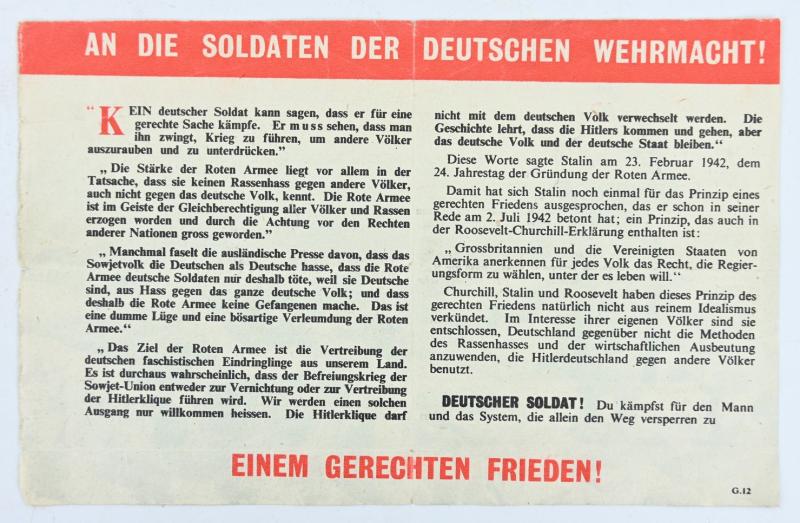 AN DIE SOLDATEN DER DEUTSCHEN WEHRMACHT!
"KEIN deutscher Soldat kann sagen, dass er für eine
gerechte Sache kämpfe. Er muss sehen, dass man
ihn zwingt, Krieg zu führen, um andere Völker
auszurauben und zu unterdrücken."
„Die Stärke der Roten Armee liegt vor allem in der
Tatsache, dass sie keinen Rassenhass gegen andere Völker,
auch nicht gegen das deutsche Volk, kennt. Die Rote Armee
ist im Geiste der Gleichberechtigung aller Völker und Rassen
erzogen worden und durch die Achtung vor den Rechten
anderer Nationen gross geworden."
„Manchmal faselt die ausländische Presse davon, dass das
Sowjetvolk die Deutschen als Deutsche hasse, dass die Rote
Armee deutsche Soldaten nur deshalb töte, weil sie Deutsche
sind, aus Hass gegen das ganze deutsche Volk; und dass
deshalb die Rote Armee keine Gefangenen mache. Das ist
eine dumme Lüge und eine bösartige Verleumdung der Roten
Armee."
„Das Ziel der Roten Armee ist die Vertreibung der
deutschen faschistischen Eindringlinge aus unserem Land.
Es ist durchaus wahrscheinlich, dass der Befreiungskrieg der
Sowjet-Union entweder zur Vernichtung oder zur Vertreibung
der Hitlerklique führen wird. Wir werden einen solchen
Ausgang nur willkommen heissen. Die Hitlerklique darf
nicht mit dem deutschen Volk verwechselt werden. Die
Geschichte lehrt, dass die Hitlers kommen und gehen, aber
das deutsche Volk und der deutsche Staat bleiben."
Diese Worte sagte Stalin am 23. Februar 1942, dem
24. Jahrestag der Gründung der Roten Armee.
Damit hat sich Stalin noch einmal für das Prinzip eines
gerechten Friedens ausgesprochen, das er schon in seiner
Rede am 2. Juli 1942 betont hat; ein Prinzip, das auch in
der Roosevelt-Churchill-Erklärung enthalten ist:
„Grossbritannien und die Vereinigten Staaten von
Amerika anerkennen für jedes Volk das Recht, die Regier-
ungsform zu wählen, unter der es leben will."
Churchill, Stalin und Roosevelt haben dieses Prinzip des
gerechten Friedens natürlich nicht aus reinem Idealismus
verkündet. Im Interesse ihrer eigenen Völker sind sie
entschlossen, Deutschland gegenüber nicht die Methoden
des Rassenhasses und der wirtschaftlichen Ausbeutung
anzuwenden, die Hitlerdeutschland gegen andere Völker
benutzt.
DEUTSCHER SOLDAT! Du kämpfst für den Mann
und das System, die allein den Weg versperren zu
EINEM GERECHTEN FRIEDEN!
G.12